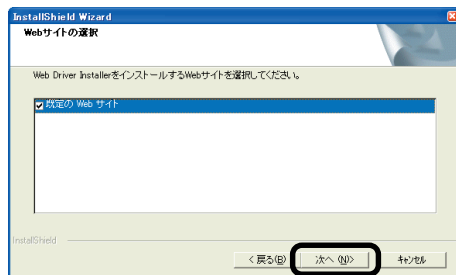 InstallShield Wizard
Webサイトの選択
Web Driver InstallerをインストールするWebサイトを選択してください。
既定の Web サイト
InstallShield
< 戻る(B) 次へ (N)> キャンセル